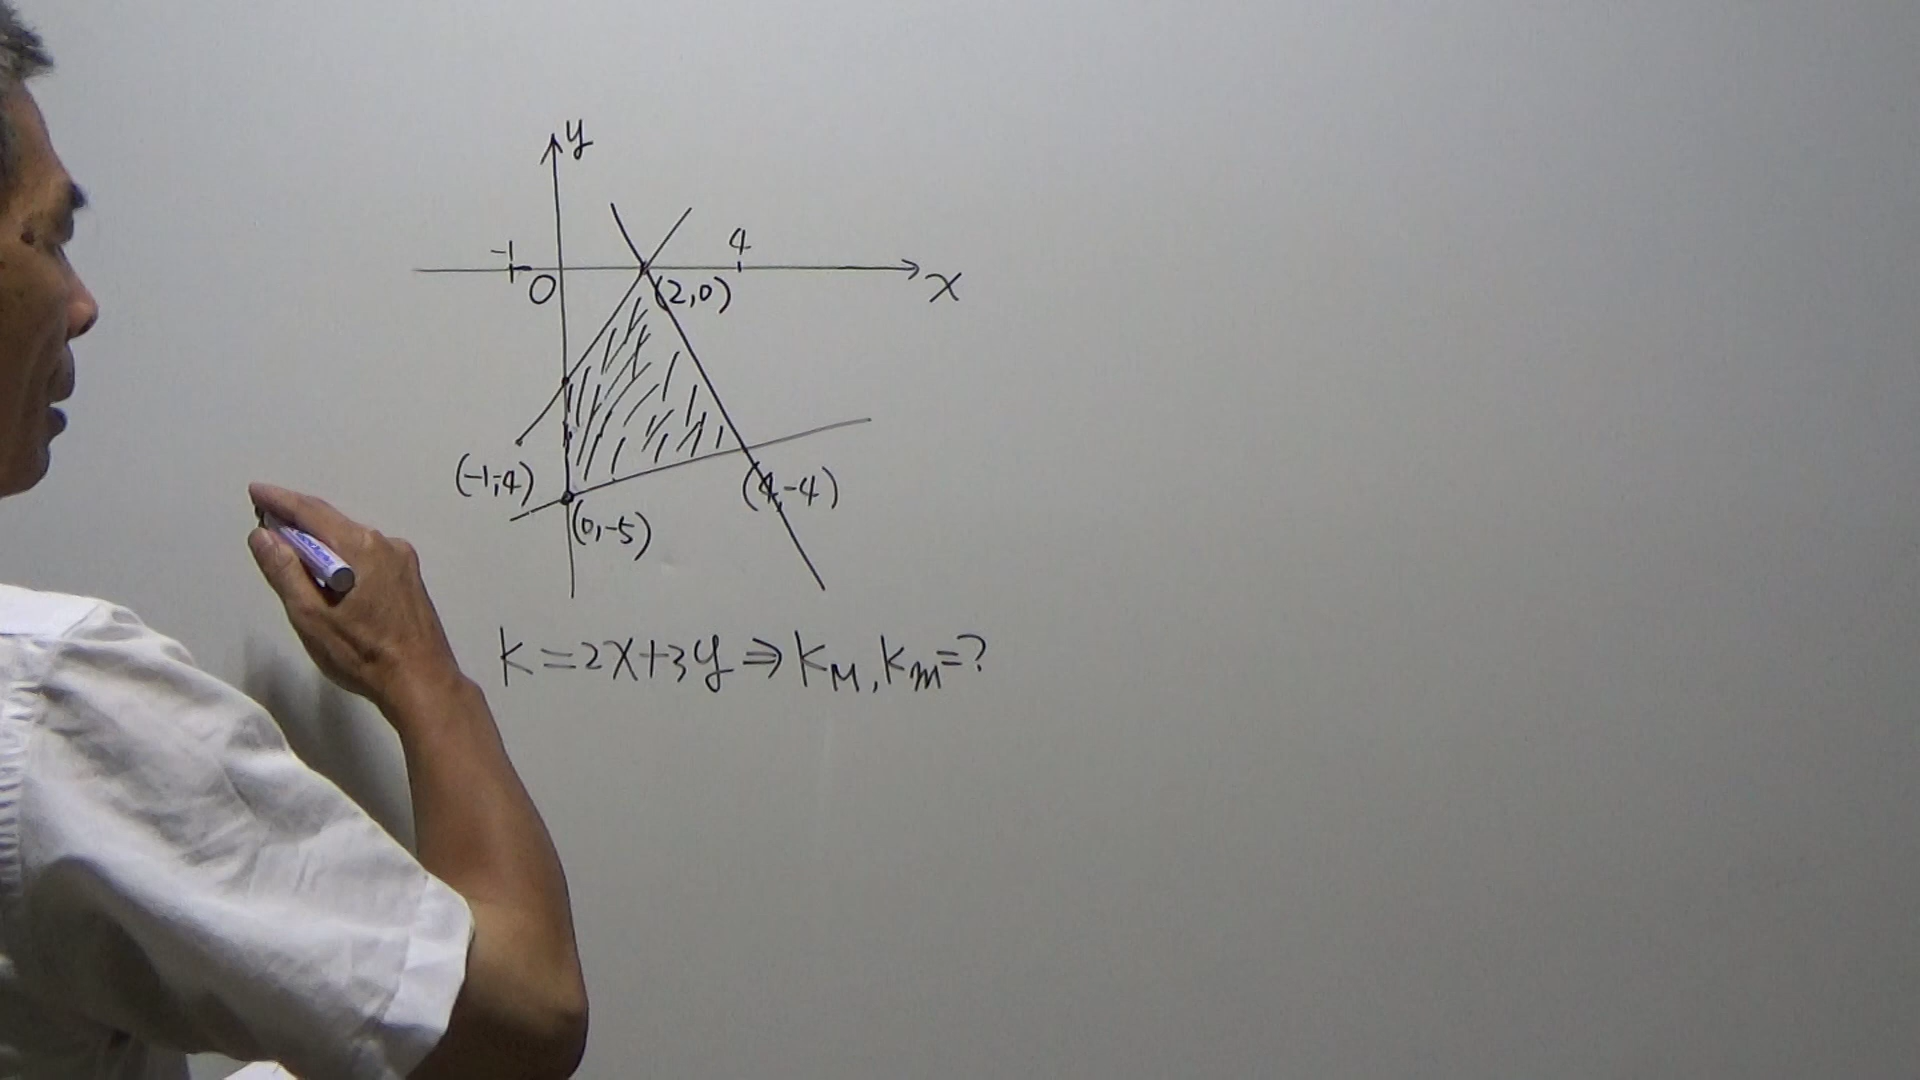 y
-1
4
O
(2,0)
x
(-1,-4)
(4,-4)
(0,-5)
k=2x+3y⇒k_M,k_m=?